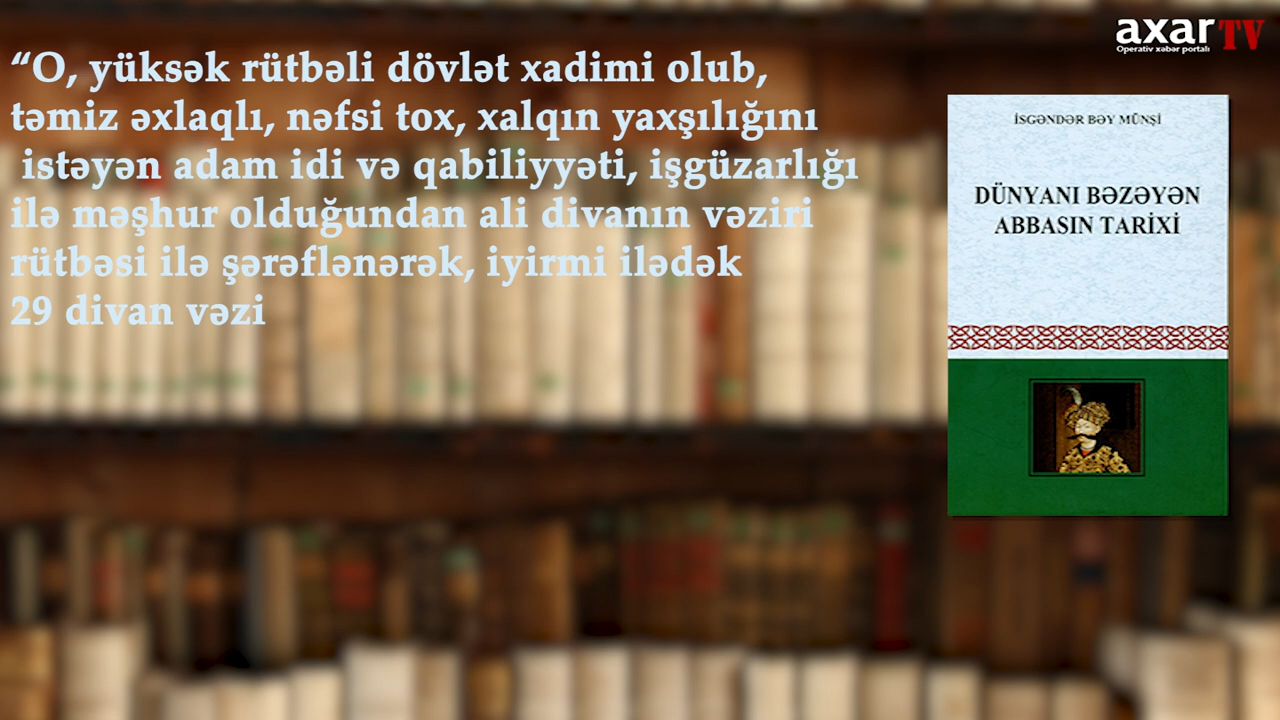 axar TV
Operativ xəbər portalı
“O, yüksək rütbəli dövlət xadimi olub,
təmiz əxlaqlı, nəfsi tox, xalqın yaxşılığını
istəyən adam idi və qabiliyyəti, işgüzarlığı
ilə məşhur olduğundan ali divanın vəziri
rütbəsi ilə şərəflənərək, iyirmi ilədək
29 divan vəzi
İSGƏNDƏR BƏY MÜNŞİ
DÜNYANI BƏZƏYƏN
ABBASIN TARİXİ